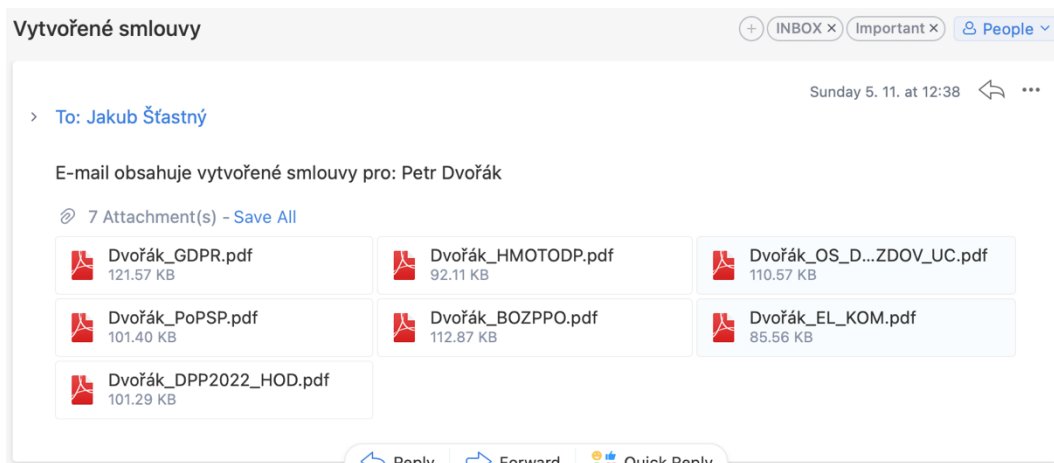 Vytvořené smlouvy
+ INBOX × Important × People
Sunday 5. 11. at 12:38 •••
> To: Jakub Šťastný
E-mail obsahuje vytvořené smlouvy pro: Petr Dvořák
7 Attachment(s) - Save All
Dvořák_GDPR.pdf
121.57 KB
Dvořák_HMOTODP.pdf
92.11 KB
Dvořák_OS_D...ZDOV_UC.pdf
110.57 KB
Dvořák_PoPSP.pdf
101.40 KB
Dvořák_BOZPPO.pdf
112.87 KB
Dvořák_EL_KOM.pdf
85.56 KB
Dvořák_DPP2022_HOD.pdf
101.29 KB
Reply Forward Quick Reply